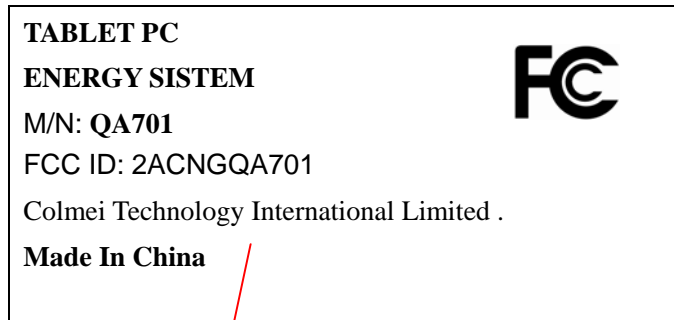 TABLET PC
ENERGY SISTEM
M/N: QA701
FCC ID: 2ACNGQA701
Colmei Technology International Limited .
Made In China
FC